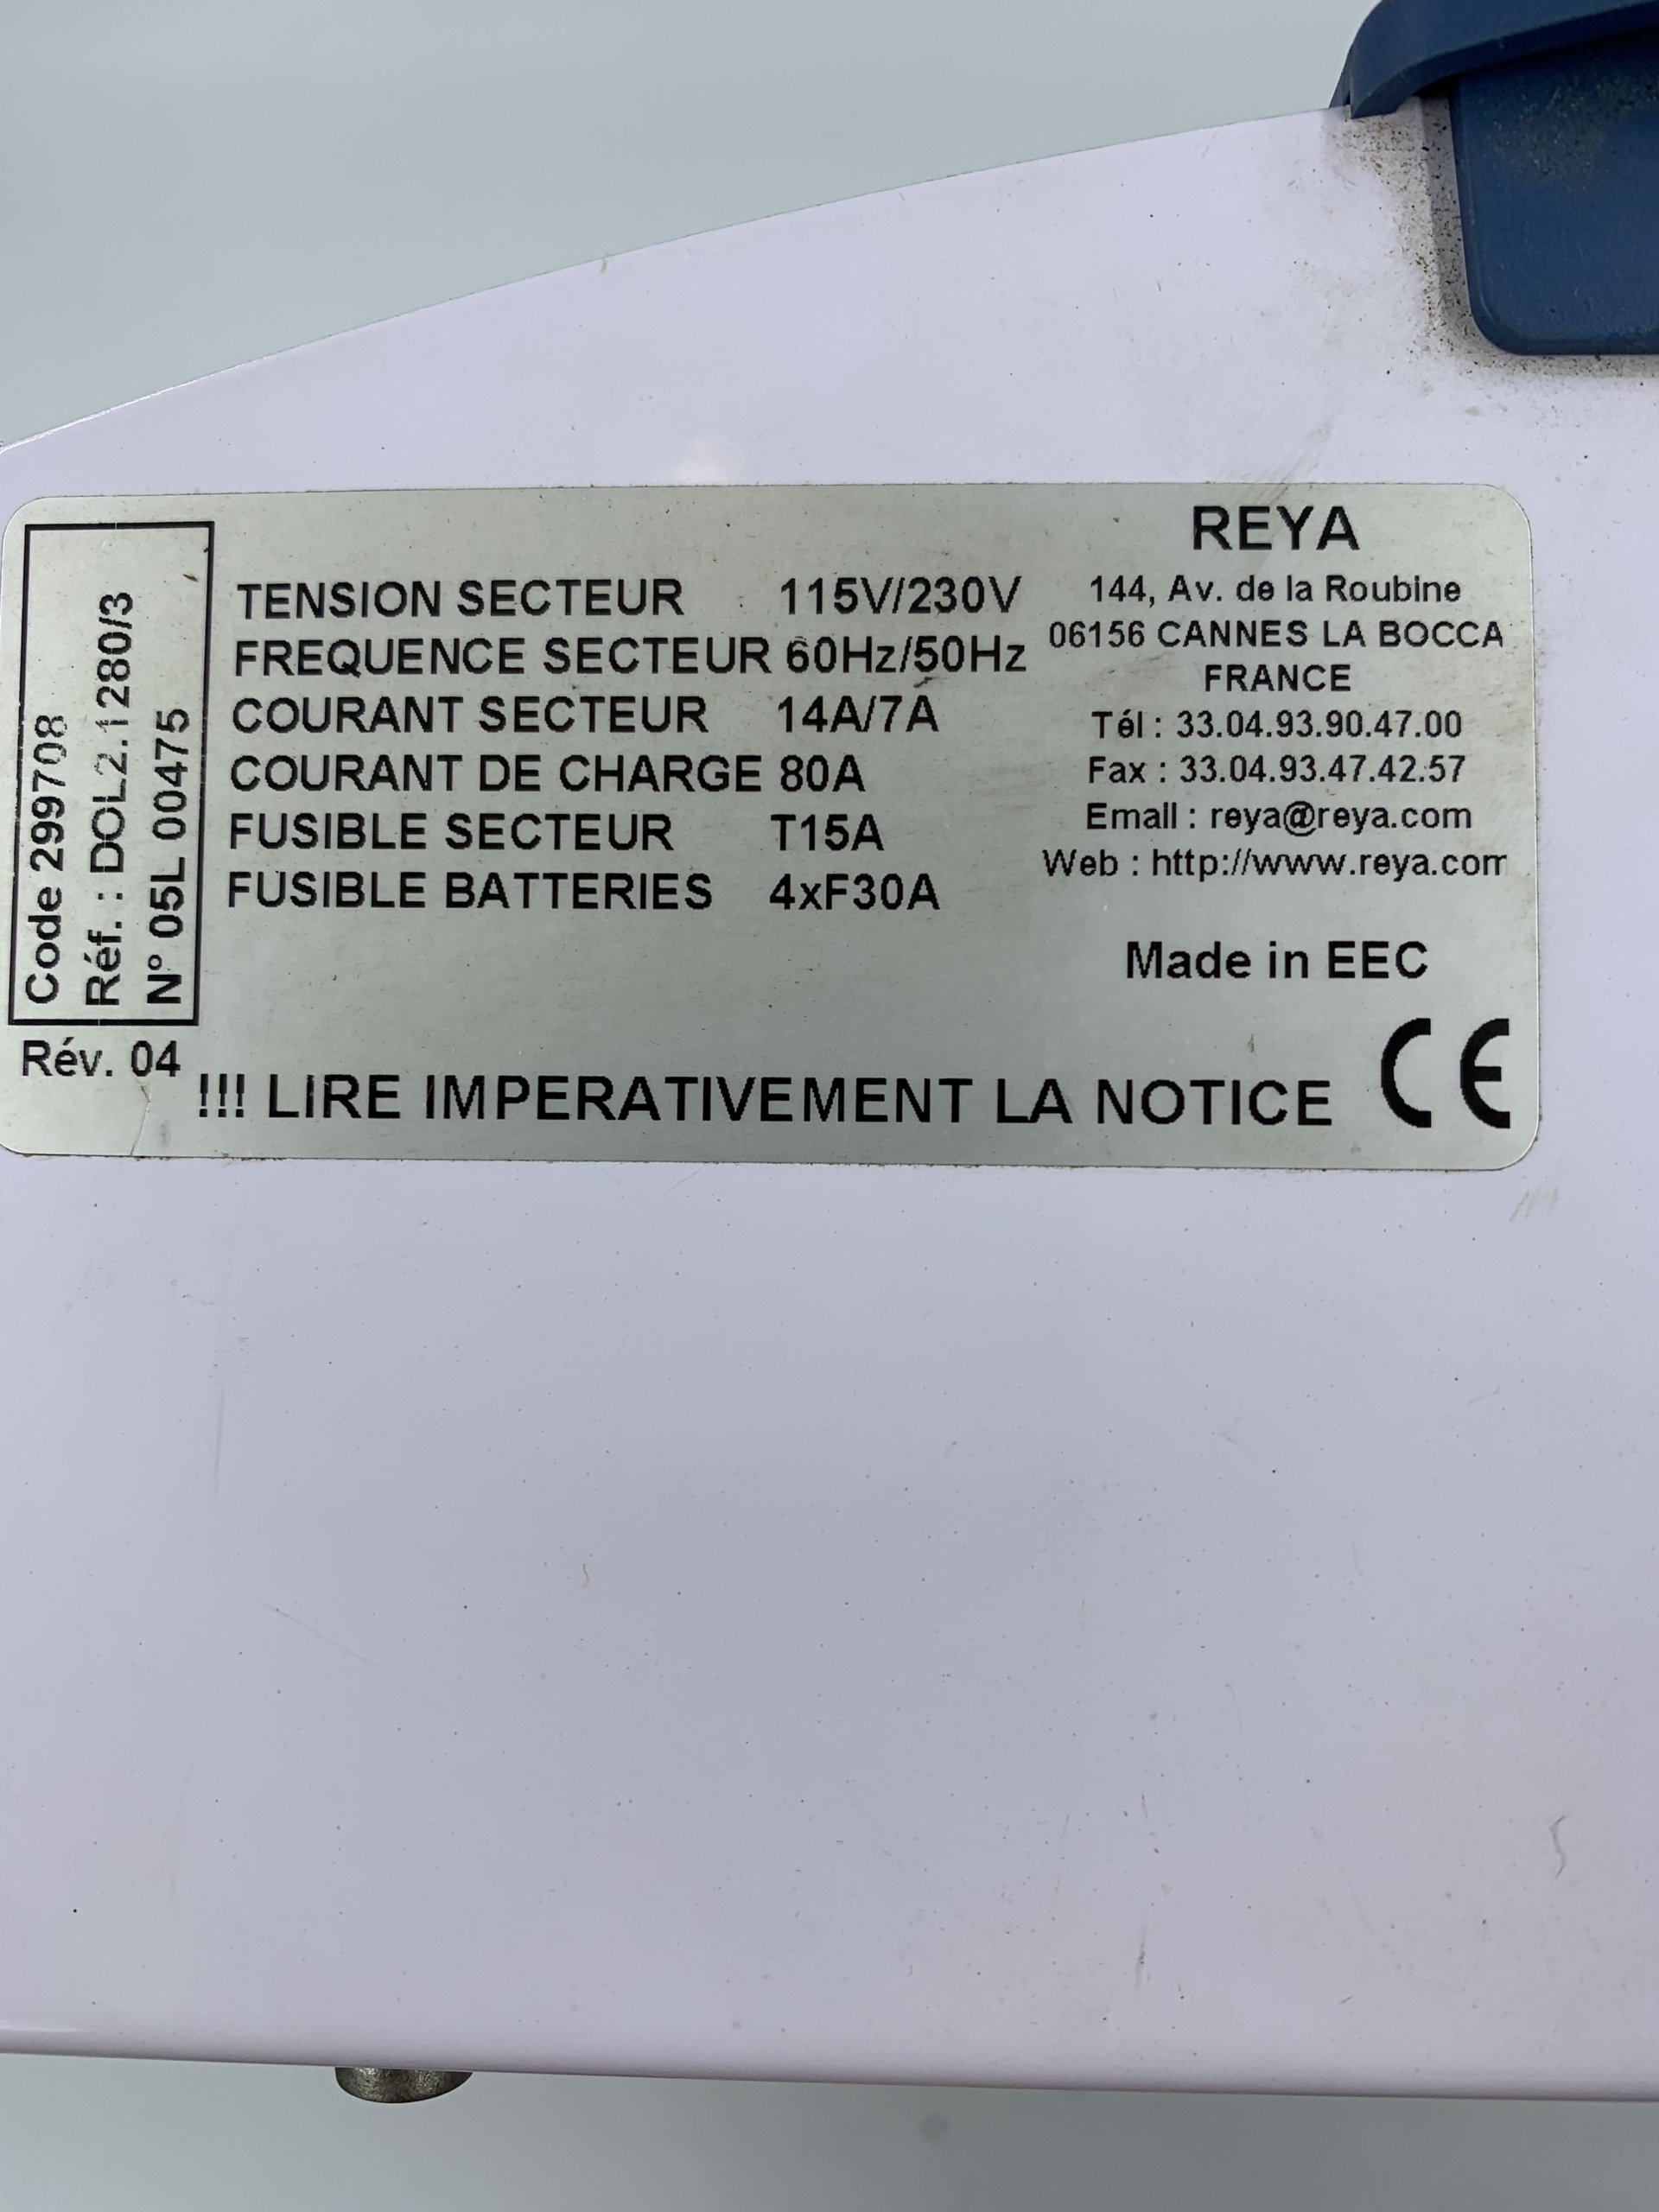 Code 299708
Réf. : DOL2.1280/3
N° 05L 00475
Rév. 04
TENSION SECTEUR : 115V/230V
FREQUENCE SECTEUR 60Hz/50Hz
COURANT SECTEUR 14A/7A
COURANT DE CHARGE 80A
FUSIBLE SECTEUR T15A
FUSIBLE BATTERIES 4xF30A
REYA
144, Av. de la Roubine
06156 CANNES LA BOCCA
FRANCE
Tél : 33.04.93.90.47.00
Fax : 33.04.93.47.42.57
Email : reya@reya.com
Web : http://www.reya.com
Made in EEC
!!! LIRE IMPERATIVEMENT LA NOTICE CE